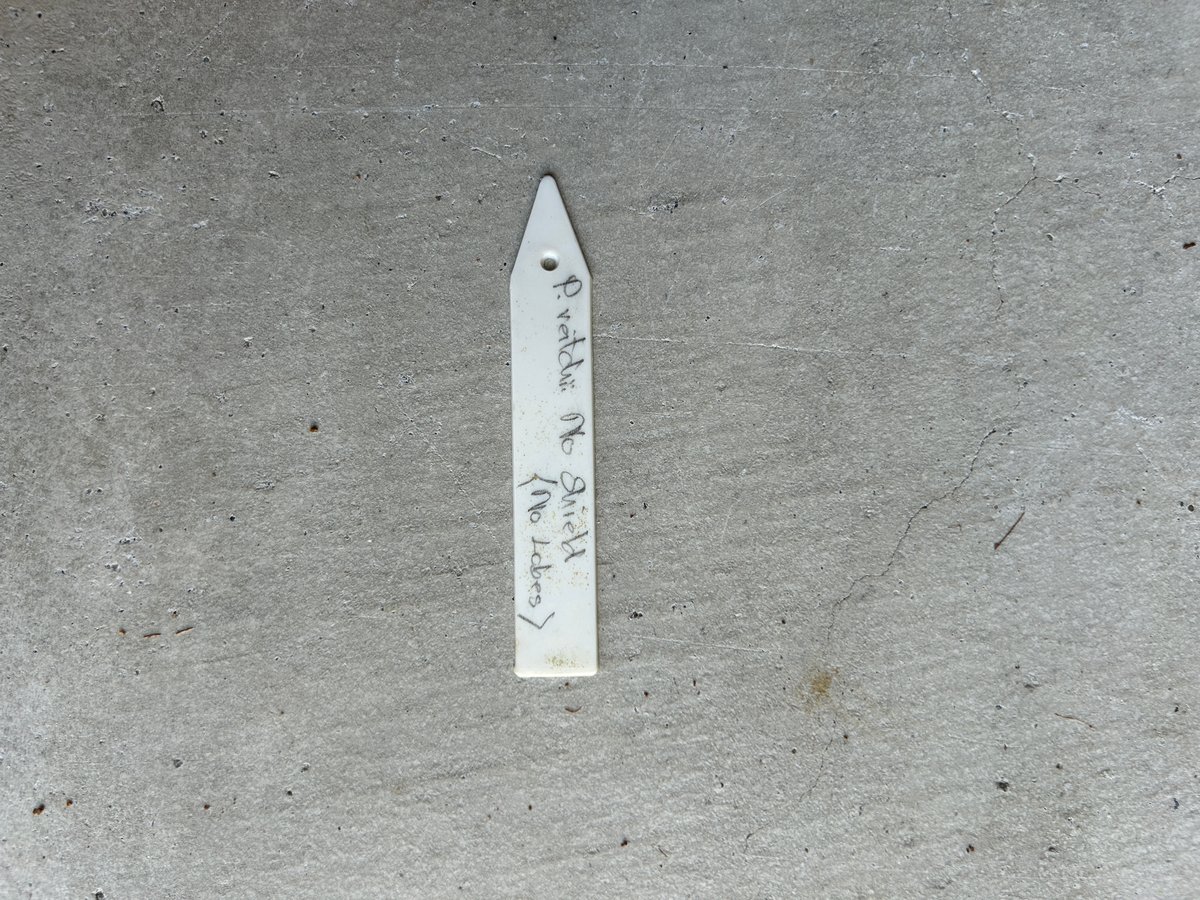 P. veitchii No Shield
(No Lobes)